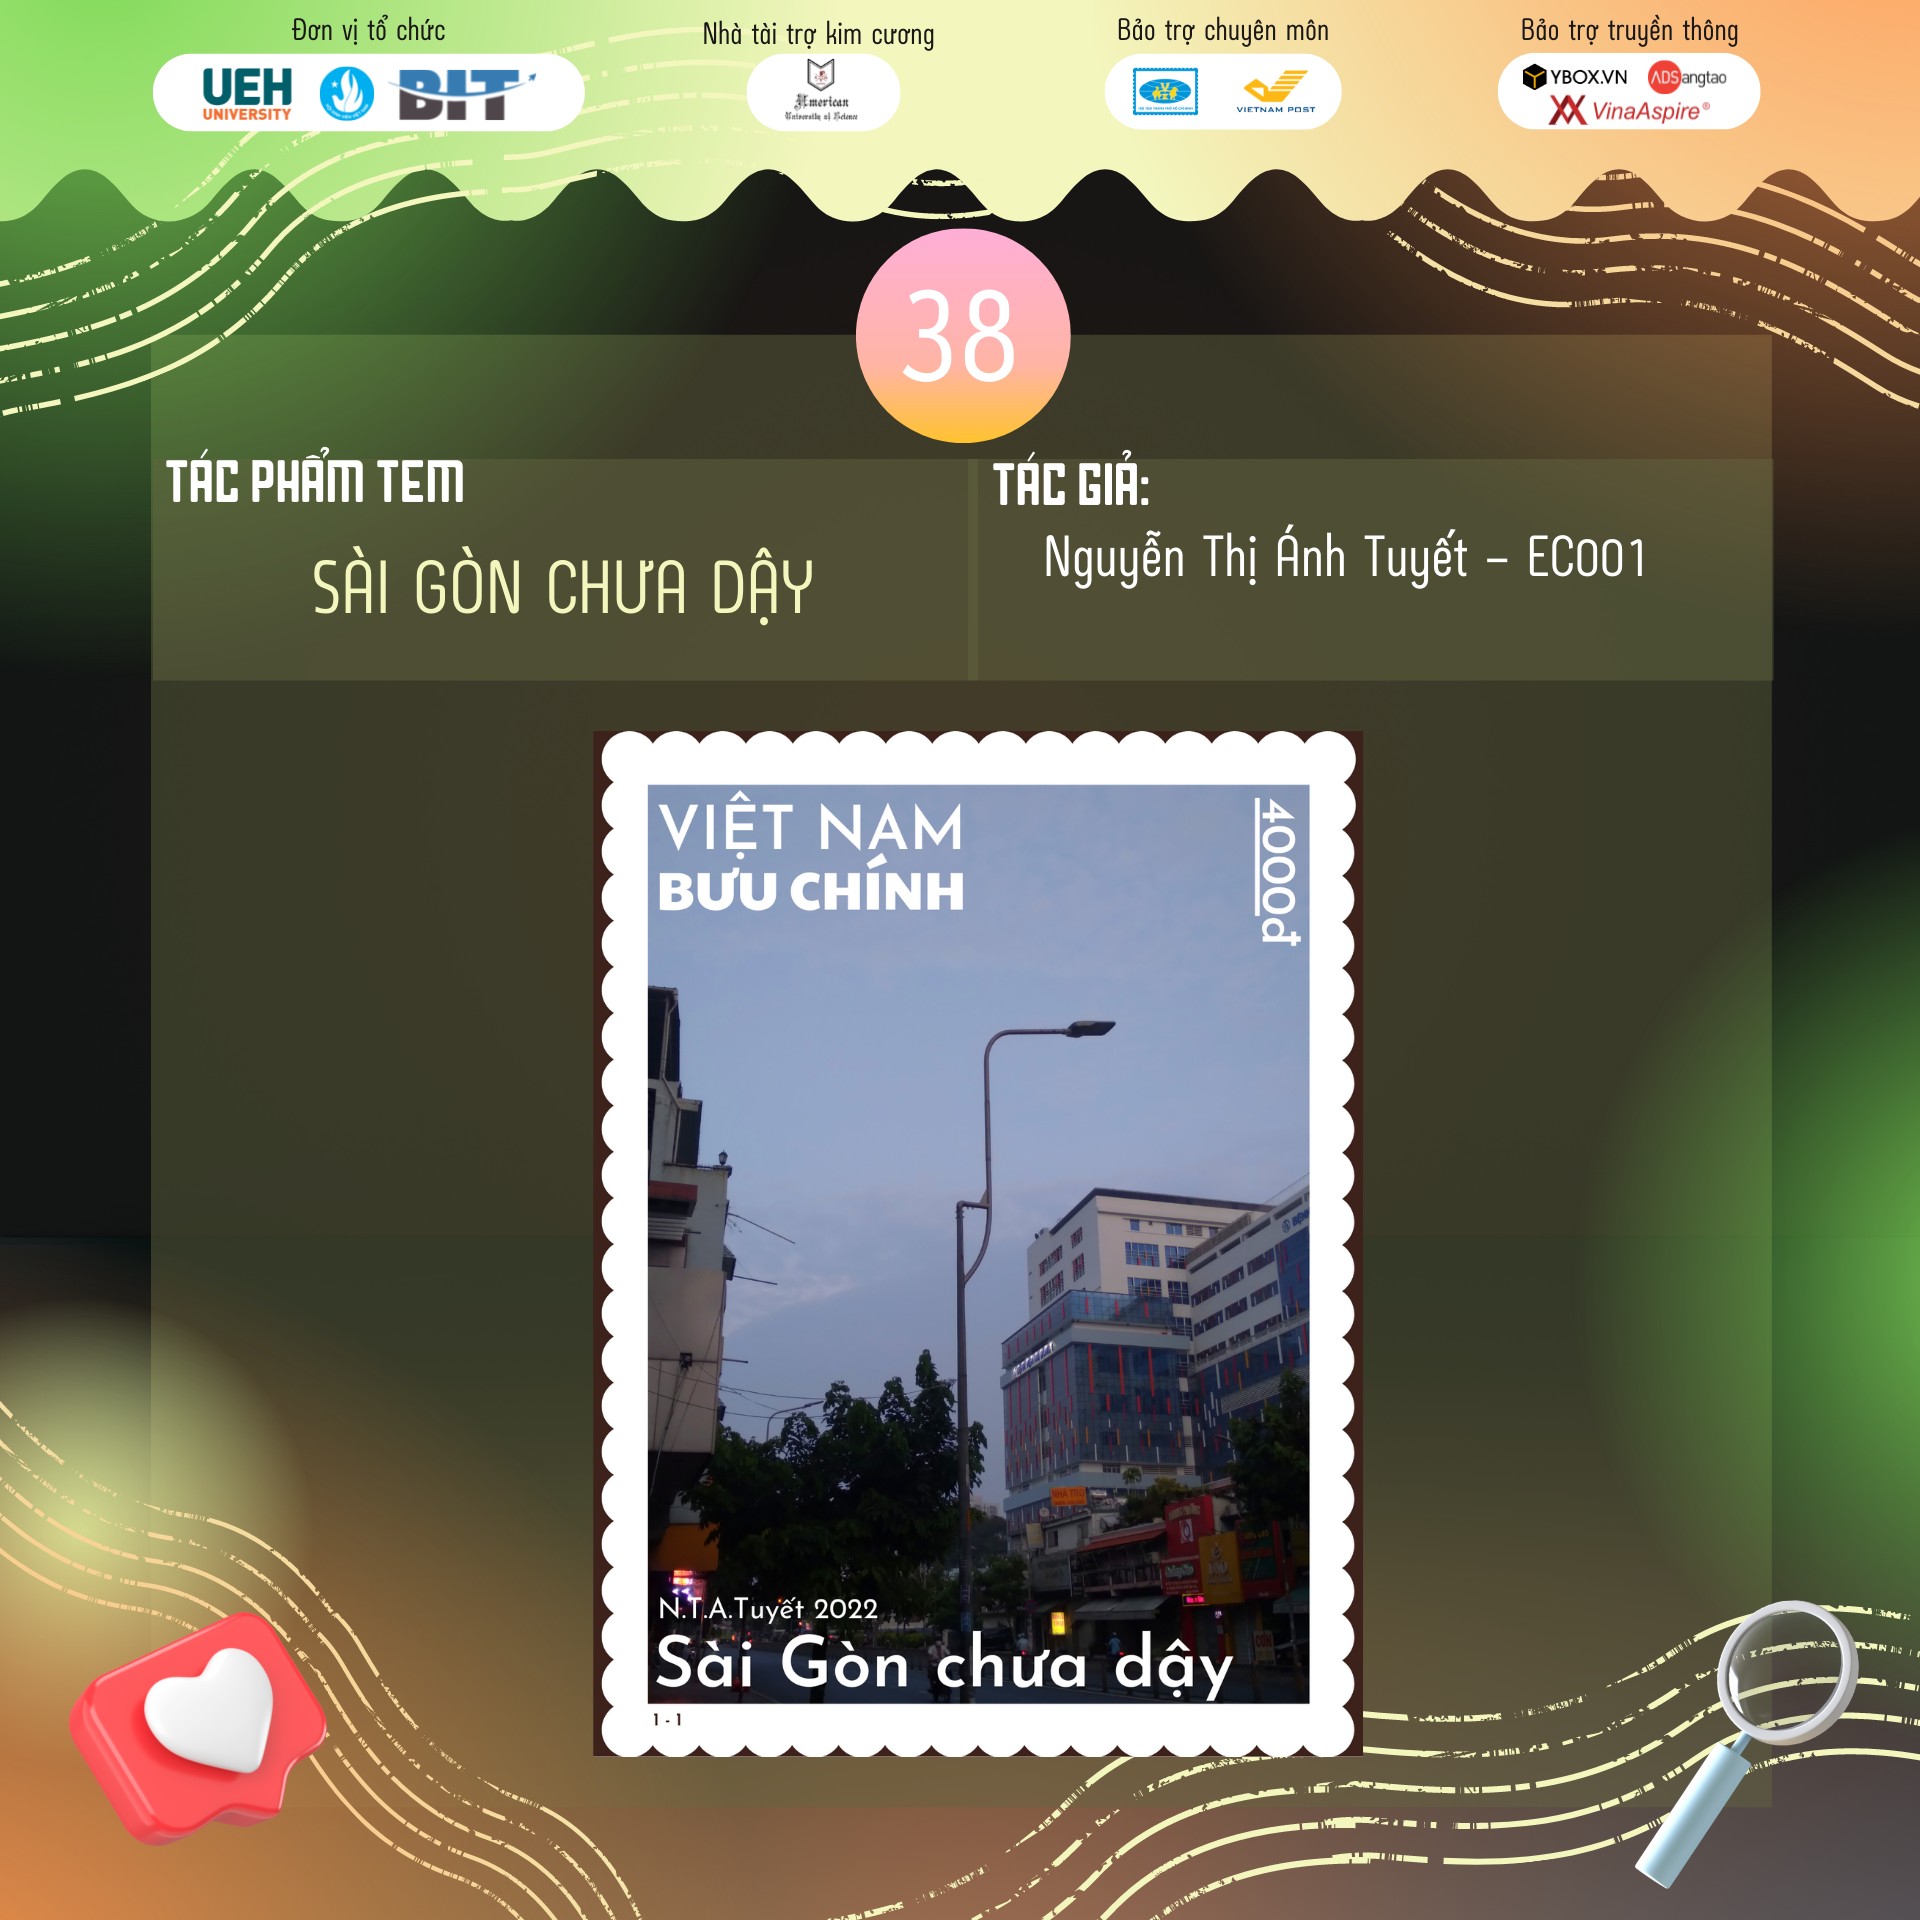 Đơn vị tổ chức
UEH
UNIVERSITY
BIT
Nhà tài trợ kim cương
American
University of Science
Bảo trợ chuyên môn
VIETNAM POST
Bảo trợ truyền thông
YBOX.VN
ADSangtao
VinaAspire®
38
TÁC PHẨM TEM
SÀI GÒN CHƯA DẬY
TÁC GIẢ:
Nguyễn Thị Ánh Tuyết – EC001
VIỆT NAM
BƯU CHÍNH
4000đ
NHÀ TRỌ
N.T.A.Tuyết 2022
Sài Gòn chưa dậy
1 - 1